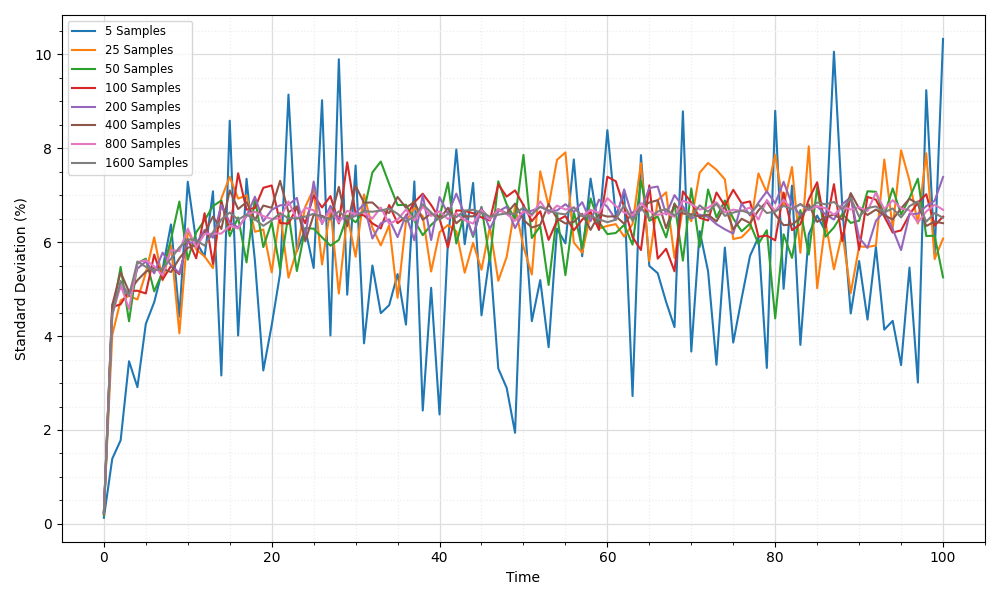 Standard Deviation (%)
10
8
6
4
2
0
5 Samples
25 Samples
50 Samples
100 Samples
200 Samples
400 Samples
800 Samples
1600 Samples
0 20 40 60 80 100
Time